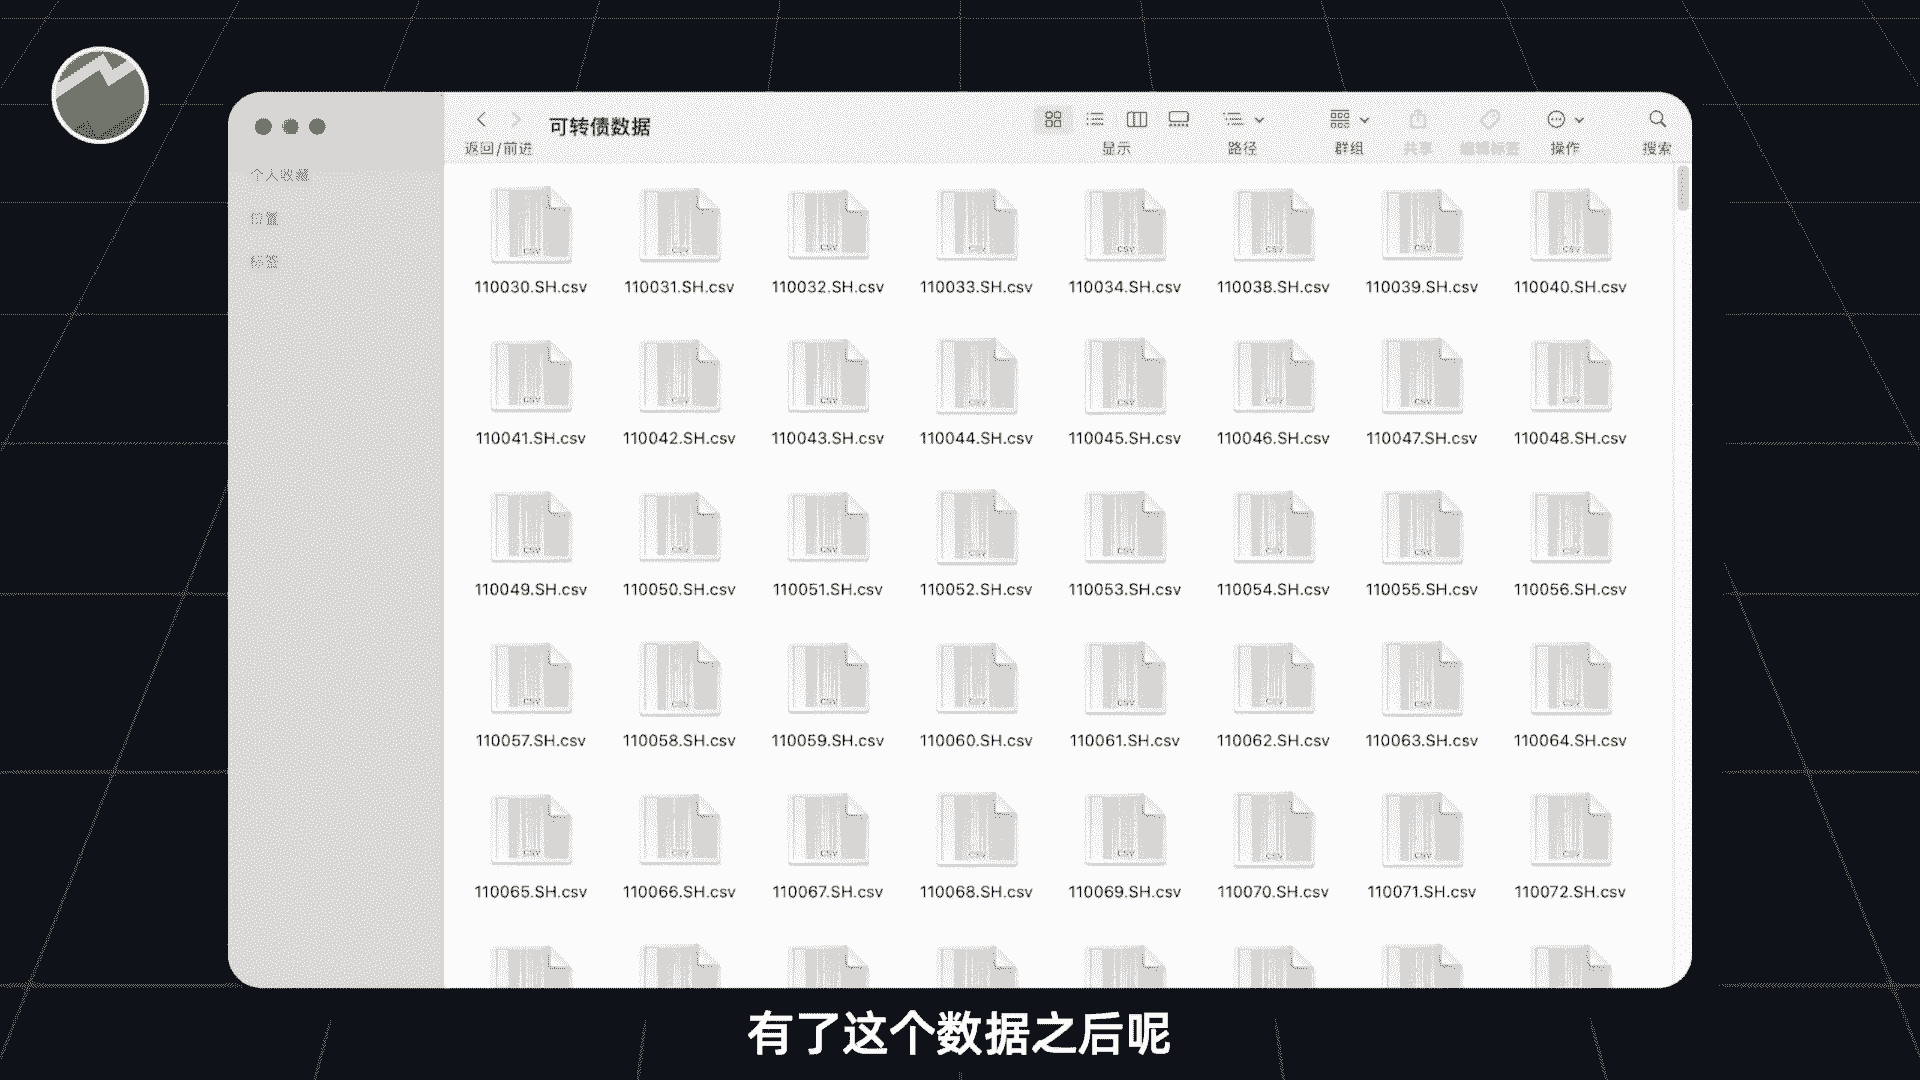 可转债数据
返回/前进 显示 路径 群组 共享 编辑标签 操作 搜索
个人收藏
位置
标签
110030.SH.csv 110031.SH.csv 110032.SH.csv 110033.SH.csv 110034.SH.csv 110038.SH.csv 110039.SH.csv 110040.SH.csv
110041.SH.csv 110042.SH.csv 110043.SH.csv 110044.SH.csv 110045.SH.csv 110046.SH.csv 110047.SH.csv 110048.SH.csv
110049.SH.csv 110050.SH.csv 110051.SH.csv 110052.SH.csv 110053.SH.csv 110054.SH.csv 110055.SH.csv 110056.SH.csv
110057.SH.csv 110058.SH.csv 110059.SH.csv 110060.SH.csv 110061.SH.csv 110062.SH.csv 110063.SH.csv 110064.SH.csv
110065.SH.csv 110066.SH.csv 110067.SH.csv 110068.SH.csv 110069.SH.csv 110070.SH.csv 110071.SH.csv 110072.SH.csv
有了这个数据之后呢